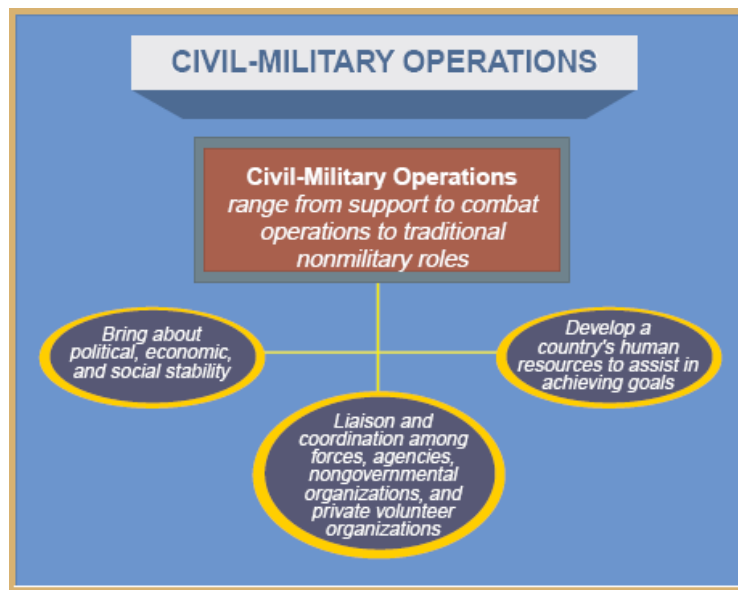 CIVIL-MILITARY OPERATIONS
Civil-Military Operations
range from support to combat
operations to traditional
nonmilitary roles
Bring about
political, economic,
and social stability
Develop a
country's human
resources to assist in
achieving goals
Liaison and
coordination among
forces, agencies,
nongovernmental
organizations, and
private volunteer
organizations